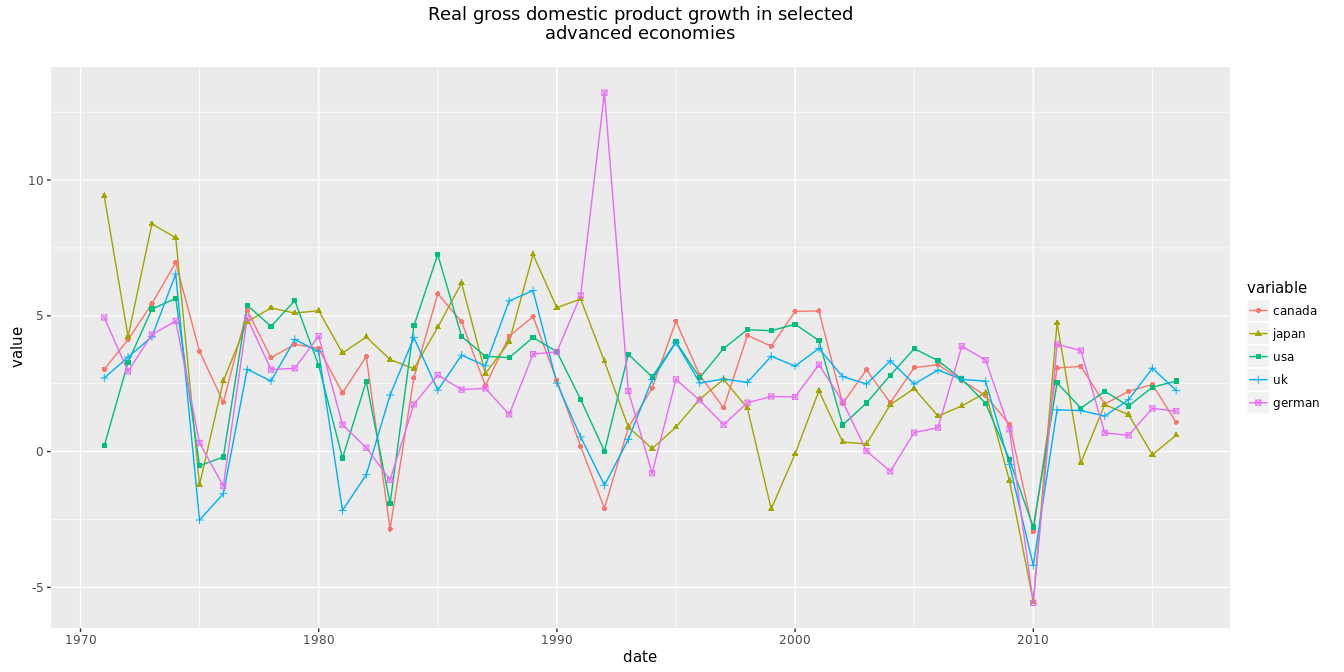 Real gross domestic product growth in selected
advanced economies
value
10
5
0
-5
1970
1980
1990
2000
2010
date
variable
canada
japan
usa
uk
german